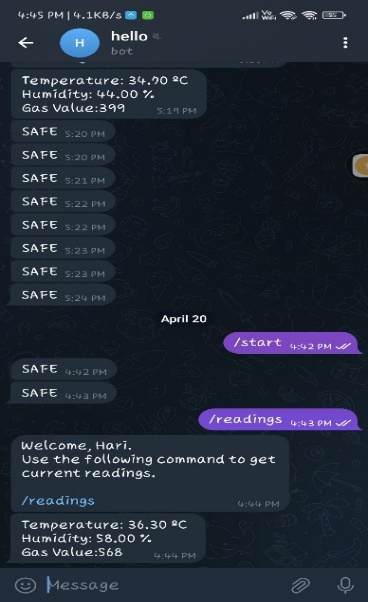 4:45 PM | 4.1KB/s
H
hello
bot
Temperature: 34.70 ºC
Humidity: 44.00 %
Gas Value:399 5:19 PM
SAFE 5:20 PM
SAFE 5:20 PM
SAFE 5:21 PM
SAFE 5:22 PM
SAFE 5:22 PM
SAFE 5:23 PM
SAFE 5:23 PM
SAFE 5:24 PM
April 20
/start 4:42 PM
SAFE 4:42 PM
SAFE 4:43 PM
/readings 4:43 PM
Welcome, Hari.
Use the following command to get
current readings.
/readings 4:44 PM
Temperature: 36.30 ºC
Humidity: 58.00 %
Gas Value:568 4:44 PM
Message